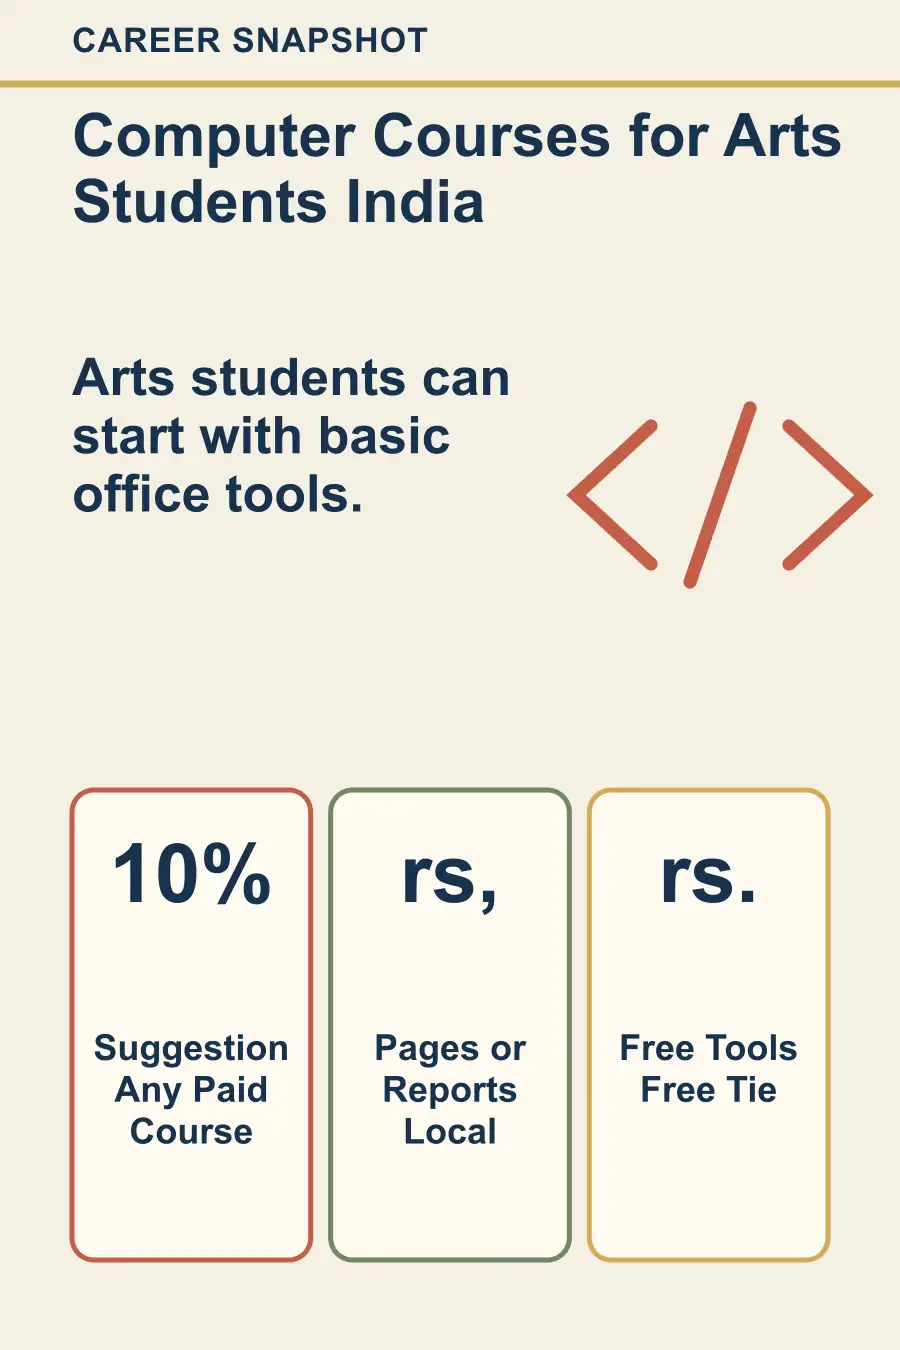 CAREER SNAPSHOT
Computer Courses for Arts
Students India
Arts students can
start with basic
office tools.
</>
10%
Suggestion
Any Paid
Course
rs,
Pages or
Reports
Local
rs.
Free Tools
Free Tie